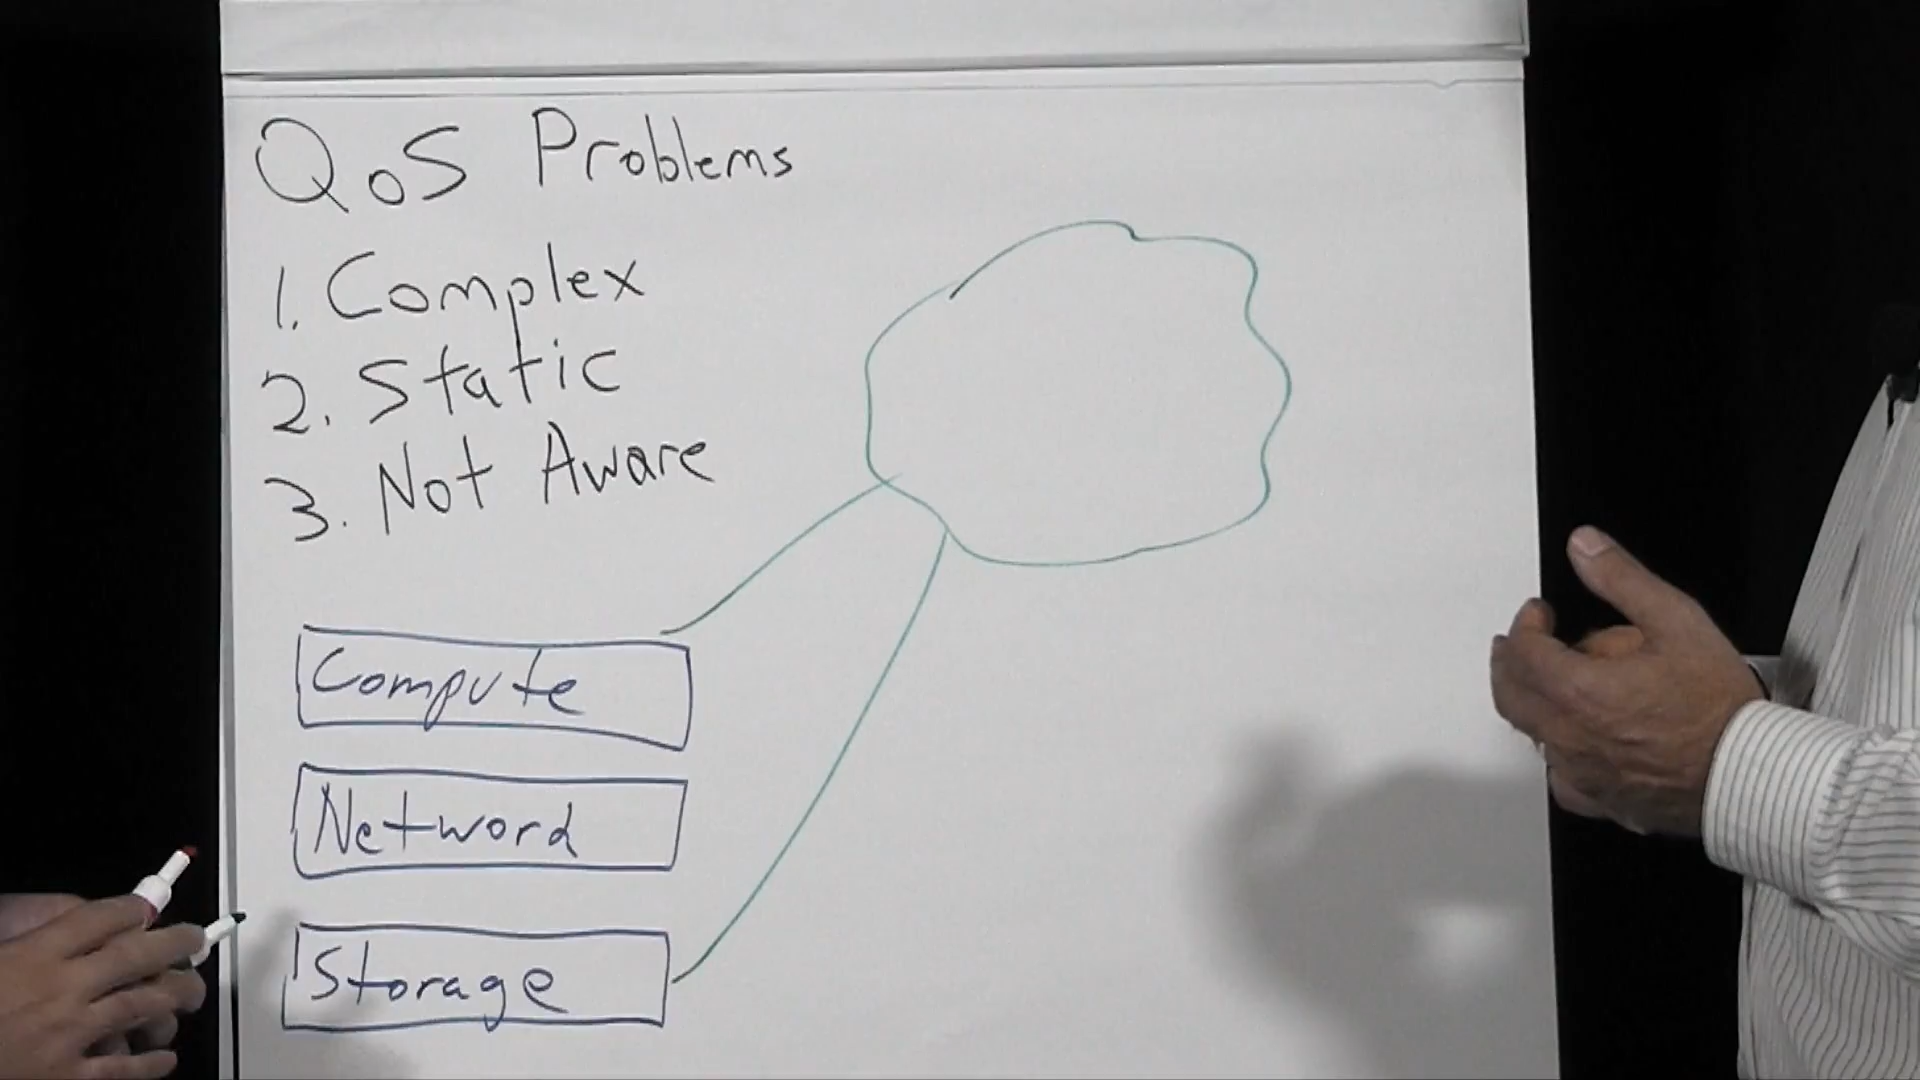 QoS Problems
1. Complex
2. Static
3. Not Aware
Compute
Netword
Storage